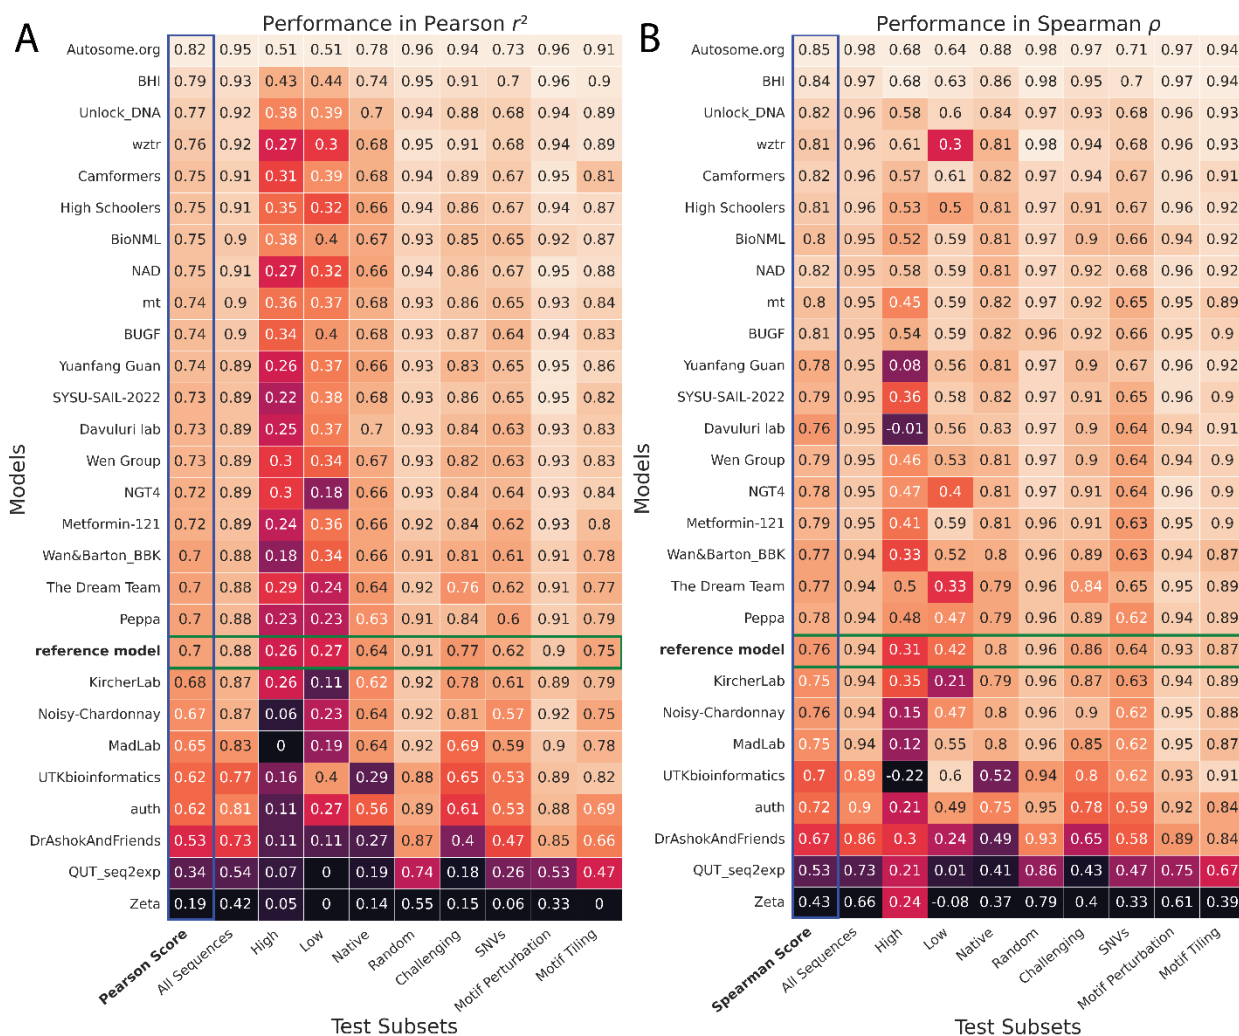 A
Performance in Pearson r²
Autosome.org 0.82 0.95 0.51 0.51 0.78 0.96 0.94 0.73 0.96 0.91
BHI 0.79 0.93 0.43 0.44 0.74 0.95 0.91 0.7 0.96 0.9
Unlock_DNA 0.77 0.92 0.38 0.39 0.7 0.94 0.88 0.68 0.94 0.89
wztr 0.76 0.92 0.27 0.3 0.68 0.95 0.91 0.68 0.94 0.89
Camformers 0.75 0.91 0.31 0.39 0.68 0.94 0.89 0.67 0.95 0.81
High Schoolers 0.75 0.91 0.35 0.32 0.66 0.94 0.86 0.67 0.94 0.87
BioNML 0.75 0.9 0.38 0.4 0.67 0.93 0.85 0.65 0.92 0.87
NAD 0.75 0.91 0.27 0.32 0.66 0.94 0.86 0.67 0.95 0.88
mt 0.74 0.9 0.36 0.37 0.68 0.93 0.86 0.65 0.93 0.84
BUGF 0.74 0.9 0.34 0.4 0.68 0.93 0.87 0.64 0.94 0.83
Yuanfang Guan 0.74 0.89 0.26 0.37 0.66 0.94 0.83 0.65 0.95 0.86
SYSU-SAIL-2022 0.73 0.89 0.22 0.38 0.68 0.93 0.86 0.62 0.95 0.82
Davuluri lab 0.73 0.89 0.25 0.37 0.7 0.93 0.84 0.63 0.93 0.83
Wen Group 0.73 0.89 0.3 0.34 0.67 0.93 0.82 0.63 0.93 0.83
NGT4 0.72 0.89 0.3 0.18 0.66 0.93 0.84 0.64 0.93 0.84
Metformin-121 0.72 0.89 0.24 0.36 0.66 0.92 0.84 0.62 0.93 0.8
Wan&Barton_BBK 0.7 0.88 0.18 0.34 0.66 0.91 0.81 0.61 0.91 0.78
The Dream Team 0.7 0.88 0.29 0.24 0.64 0.92 0.76 0.62 0.91 0.77
Peppa 0.7 0.88 0.23 0.23 0.63 0.91 0.84 0.6 0.91 0.79
reference model 0.7 0.88 0.26 0.27 0.64 0.91 0.77 0.62 0.9 0.75
KircherLab 0.68 0.87 0.26 0.11 0.62 0.92 0.78 0.61 0.89 0.79
Noisy-Chardonnay 0.67 0.87 0.06 0.23 0.64 0.92 0.81 0.57 0.92 0.75
MadLab 0.65 0.83 0 0.19 0.64 0.92 0.69 0.59 0.9 0.78
UTKbioinformatics 0.62 0.77 0.16 0.4 0.29 0.88 0.65 0.53 0.89 0.82
auth 0.62 0.81 0.11 0.27 0.56 0.89 0.61 0.53 0.88 0.69
DrAshokAndFriends 0.53 0.73 0.11 0.11 0.27 0.87 0.4 0.47 0.85 0.66
QUT_seq2exp 0.34 0.54 0.07 0 0.19 0.74 0.18 0.26 0.53 0.47
Zeta 0.19 0.42 0.05 0 0.14 0.55 0.15 0.06 0.33 0
Models
Pearson Score
All Sequences
High
Low
Native
Random
Challenging
SNVs
Motif Perturbation
Motif Tiling
Test Subsets
B
Performance in Spearman ρ
Autosome.org 0.85 0.98 0.68 0.64 0.88 0.98 0.97 0.71 0.97 0.94
BHI 0.84 0.97 0.68 0.63 0.86 0.98 0.95 0.7 0.97 0.94
Unlock_DNA 0.82 0.96 0.58 0.6 0.84 0.97 0.93 0.68 0.96 0.93
wztr 0.81 0.96 0.61 0.3 0.81 0.98 0.94 0.68 0.96 0.93
Camformers 0.82 0.96 0.57 0.61 0.82 0.97 0.94 0.67 0.96 0.91
High Schoolers 0.81 0.96 0.53 0.5 0.81 0.97 0.91 0.67 0.96 0.92
BioNML 0.8 0.95 0.52 0.59 0.81 0.97 0.9 0.66 0.94 0.92
NAD 0.82 0.95 0.58 0.59 0.81 0.97 0.92 0.68 0.96 0.92
mt 0.8 0.95 0.45 0.59 0.82 0.97 0.92 0.65 0.95 0.89
BUGF 0.81 0.95 0.54 0.59 0.82 0.96 0.92 0.66 0.95 0.9
Yuanfang Guan 0.78 0.95 0.08 0.56 0.81 0.97 0.9 0.67 0.96 0.92
SYSU-SAIL-2022 0.79 0.95 0.36 0.58 0.82 0.97 0.91 0.65 0.96 0.9
Davuluri lab 0.76 0.95 -0.01 0.56 0.83 0.97 0.9 0.64 0.94 0.91
Wen Group 0.79 0.95 0.46 0.53 0.81 0.97 0.9 0.64 0.94 0.9
NGT4 0.78 0.95 0.47 0.4 0.81 0.97 0.91 0.64 0.96 0.9
Metformin-121 0.79 0.95 0.41 0.59 0.81 0.96 0.91 0.63 0.95 0.9
Wan&Barton_BBK 0.77 0.94 0.33 0.52 0.8 0.96 0.89 0.63 0.94 0.87
The Dream Team 0.77 0.94 0.5 0.33 0.79 0.96 0.84 0.65 0.95 0.89
Peppa 0.78 0.94 0.48 0.47 0.79 0.96 0.89 0.62 0.94 0.89
reference model 0.76 0.94 0.31 0.42 0.8 0.96 0.86 0.64 0.93 0.87
KircherLab 0.75 0.94 0.35 0.21 0.79 0.96 0.87 0.63 0.94 0.89
Noisy-Chardonnay 0.76 0.94 0.15 0.47 0.8 0.96 0.9 0.62 0.95 0.88
MadLab 0.75 0.94 0.12 0.55 0.8 0.96 0.85 0.62 0.95 0.87
UTKbioinformatics 0.7 0.89 -0.22 0.6 0.52 0.94 0.8 0.62 0.93 0.91
auth 0.72 0.9 0.21 0.49 0.75 0.95 0.78 0.59 0.92 0.84
DrAshokAndFriends 0.67 0.86 0.3 0.24 0.49 0.93 0.65 0.58 0.89 0.84
QUT_seq2exp 0.53 0.73 0.21 0.01 0.41 0.86 0.43 0.47 0.75 0.67
Zeta 0.43 0.66 0.24 -0.08 0.37 0.79 0.4 0.33 0.61 0.39
Models
Spearman Score
All Sequences
High
Low
Native
Random
Challenging
SNVs
Motif Perturbation
Motif Tiling
Test Subsets